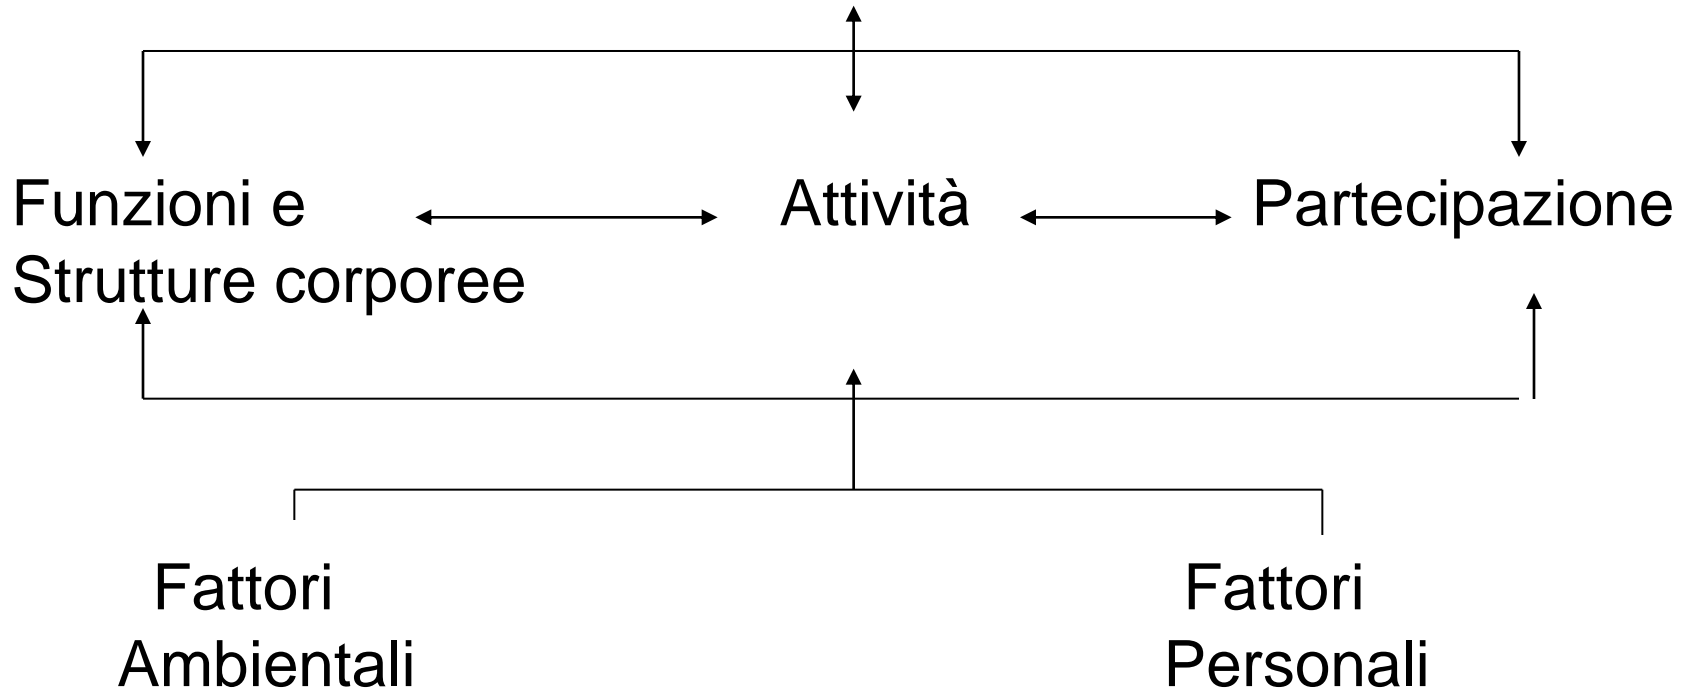 Funzioni e
Strutture corporee
Attività
Partecipazione
Fattori
Ambientali
Fattori
Personali